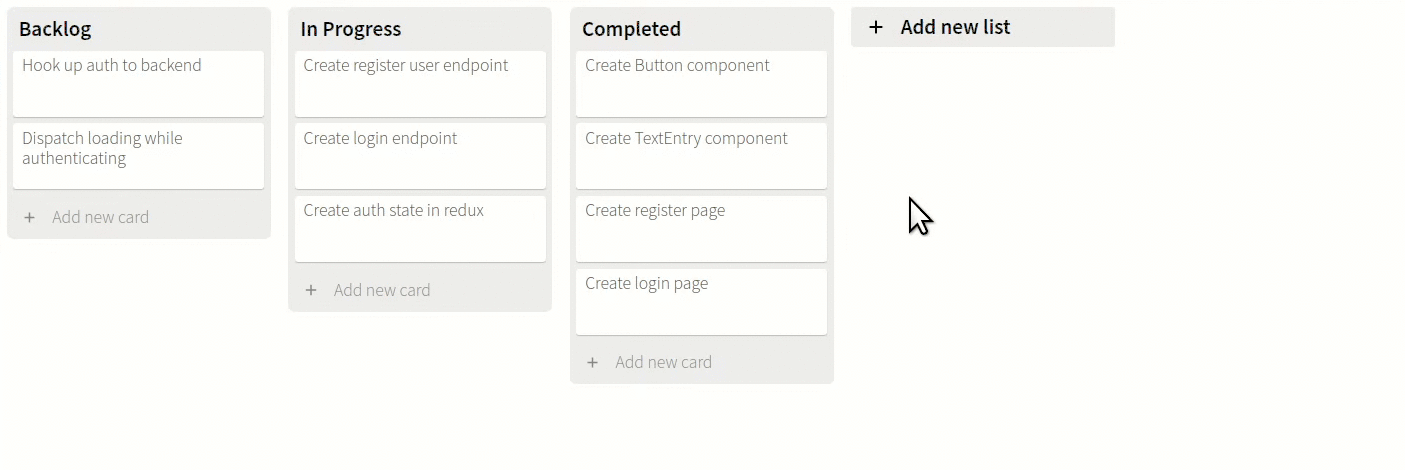 Backlog
Hook up auth to backend
Dispatch loading while
authenticating
+ Add new card
In Progress
Create register user endpoint
Create login endpoint
Create auth state in redux
+ Add new card
Completed
Create Button component
Create TextEntry component
Create register page
Create login page
+ Add new card
+ Add new list